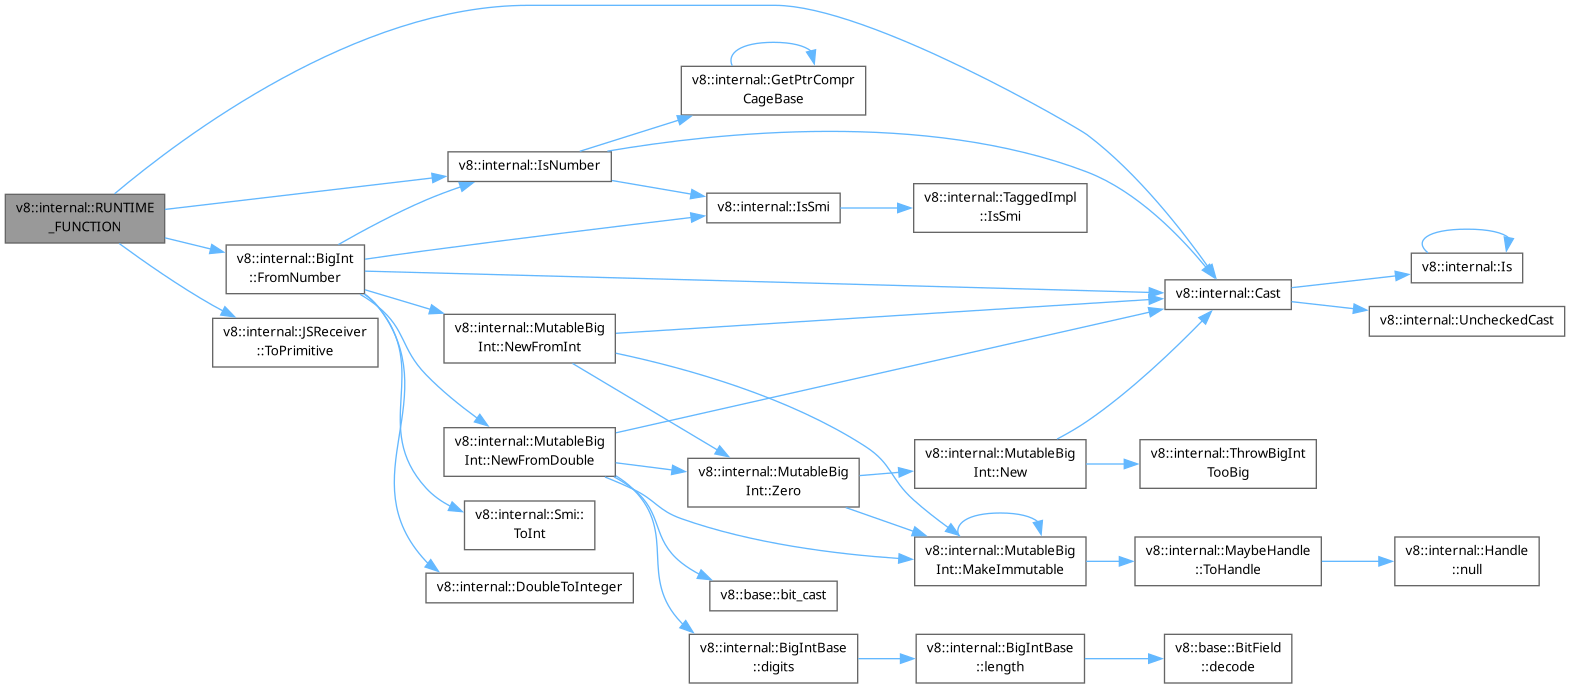 v8::internal::GetPtrCompr
CageBase
v8::internal::IsNumber
v8::internal::RUNTIME
_FUNCTION
v8::internal::IsSmi
v8::internal::TaggedImpl
::IsSmi
v8::internal::BigInt
::FromNumber
v8::internal::Is
v8::internal::Cast
v8::internal::UncheckedCast
v8::internal::JSReceiver
::ToPrimitive
v8::internal::MutableBig
Int::NewFromInt
v8::internal::MutableBig
Int::NewFromDouble
v8::internal::MutableBig
Int::Zero
v8::internal::MutableBig
Int::New
v8::internal::ThrowBigInt
TooBig
v8::internal::Smi::
ToInt
v8::internal::MutableBig
Int::MakeImmutable
v8::internal::MaybeHandle
::ToHandle
v8::internal::Handle
::null
v8::internal::DoubleToInteger
v8::base::bit_cast
v8::internal::BigIntBase
::digits
v8::internal::BigIntBase
::length
v8::base::BitField
::decode